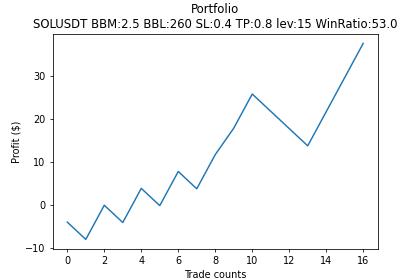 Portfolio
SOLUSDT BBM:2.5 BBL:260 SL:0.4 TP:0.8 lev:15 WinRatio:53.0
Profit ($)
30
20
10
0
−10
0 2 4 6 8 10 12 14 16
Trade counts